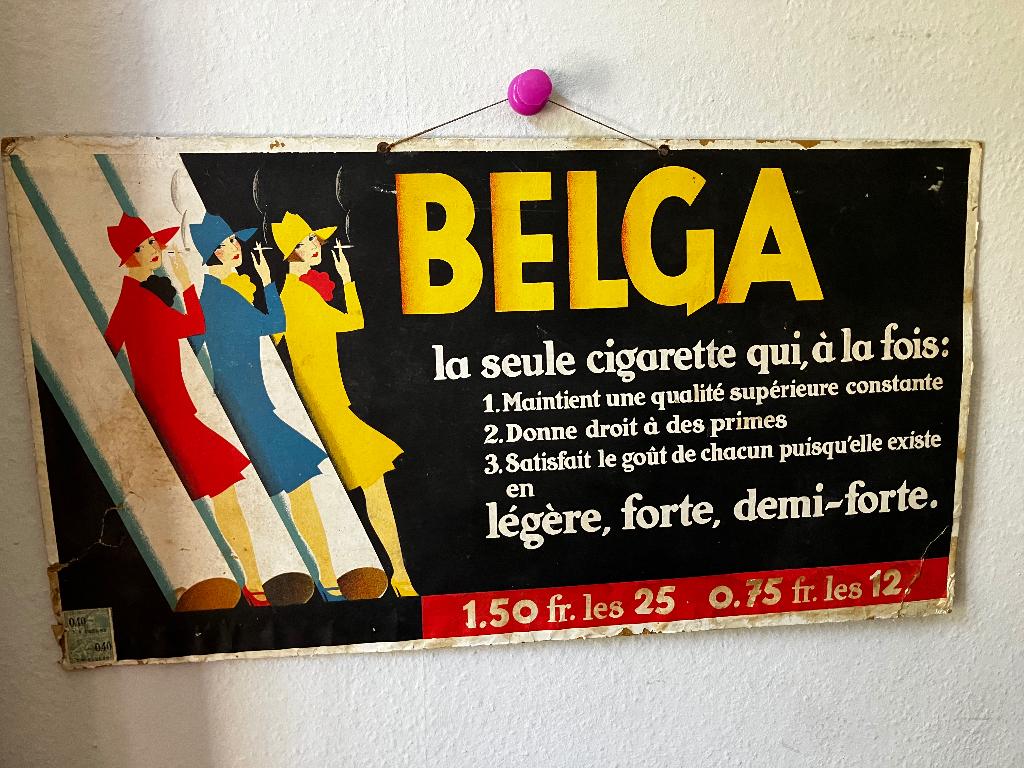 BELGA
la seule cigarette qui, à la fois:
1. Maintient une qualité supérieure constante
2. Donne droit à des primes
3. Satisfait le goût de chacun puisqu'elle existe
en
légère, forte, demi-forte.
1.50 fr. les 25 0.75 fr. les 12.
040
040